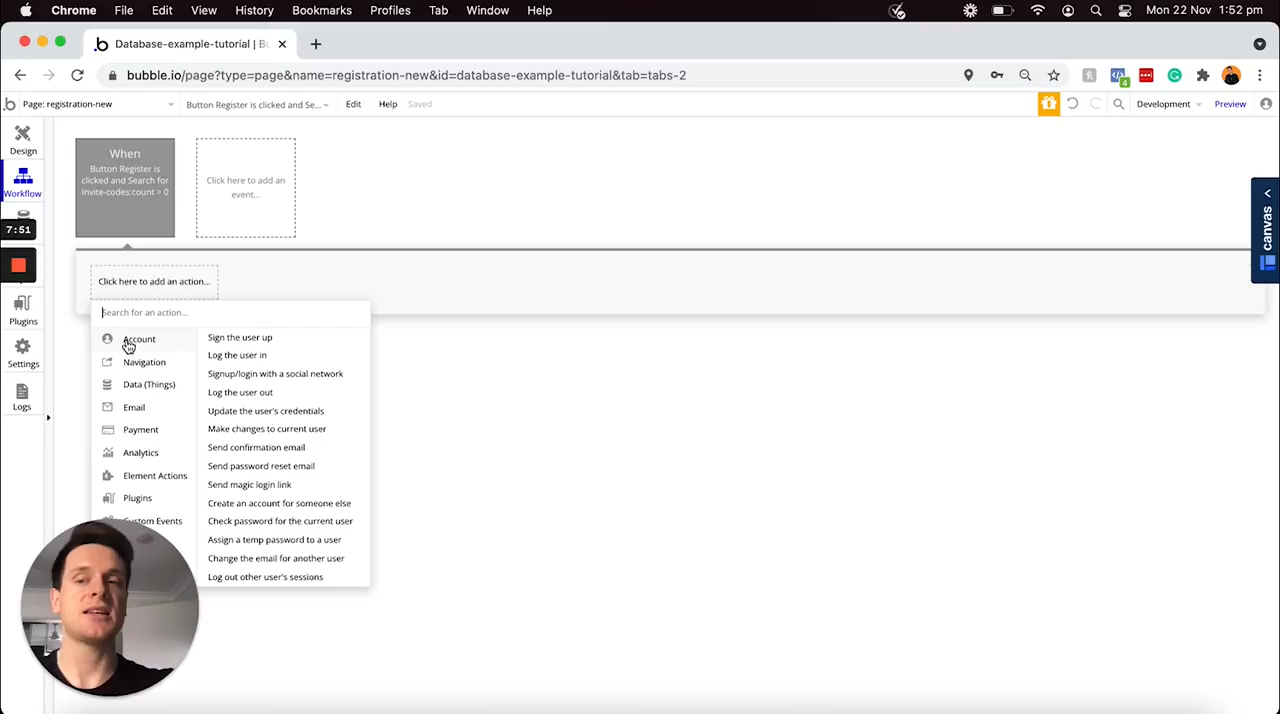 Chrome File Edit View History Bookmarks Profiles Tab Window Help Mon 22 Nov 1:52 pm
Database-example-tutorial | Bu
bubble.io/page?type=page&name=registration-new&id=database-example-tutorial&tab=tabs-2
4
Page: registration-new Button Register is clicked and Se... Edit Help Saved Development Preview
Design
Workflow
7:51
Plugins
Settings
Logs
When
Button Register is
clicked and Search for
Invite-codes:count > 0
Click here to add an
event...
canvas
Click here to add an action...
Search for an action...
Account
Navigation
Data (Things)
Email
Payment
Analytics
Element Actions
Plugins
Custom Events
Sign the user up
Log the user in
Signup/login with a social network
Log the user out
Update the user's credentials
Make changes to current user
Send confirmation email
Send password reset email
Send magic login link
Create an account for someone else
Check password for the current user
Assign a temp password to a user
Change the email for another user
Log out other user's sessions